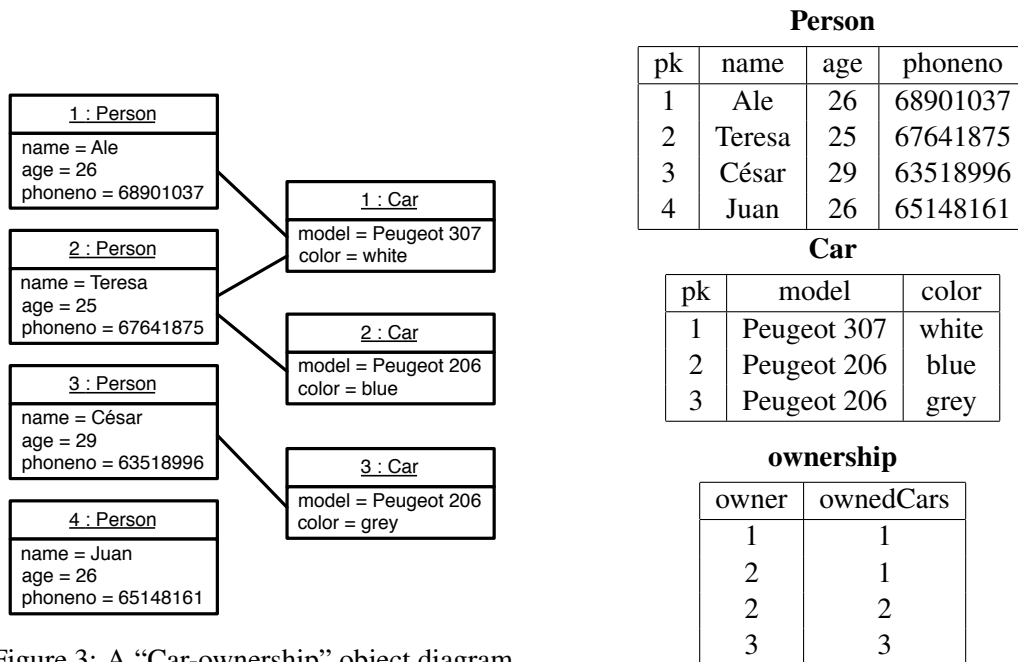 1 : Person
name = Ale
age = 26
phoneno = 68901037
2 : Person
name = Teresa
age = 25
phoneno = 67641875
3 : Person
name = César
age = 29
phoneno = 63518996
4 : Person
name = Juan
age = 26
phoneno = 65148161
1 : Car
model = Peugeot 307
color = white
2 : Car
model = Peugeot 206
color = blue
3 : Car
model = Peugeot 206
color = grey
Figure 3: A “Car-ownership” object diagram
Person
pk name age phoneno
1 Ale 26 68901037
2 Teresa 25 67641875
3 César 29 63518996
4 Juan 26 65148161
Car
pk model color
1 Peugeot 307 white
2 Peugeot 206 blue
3 Peugeot 206 grey
ownership
owner ownedCars
1 1
2 1
2 2
3 3